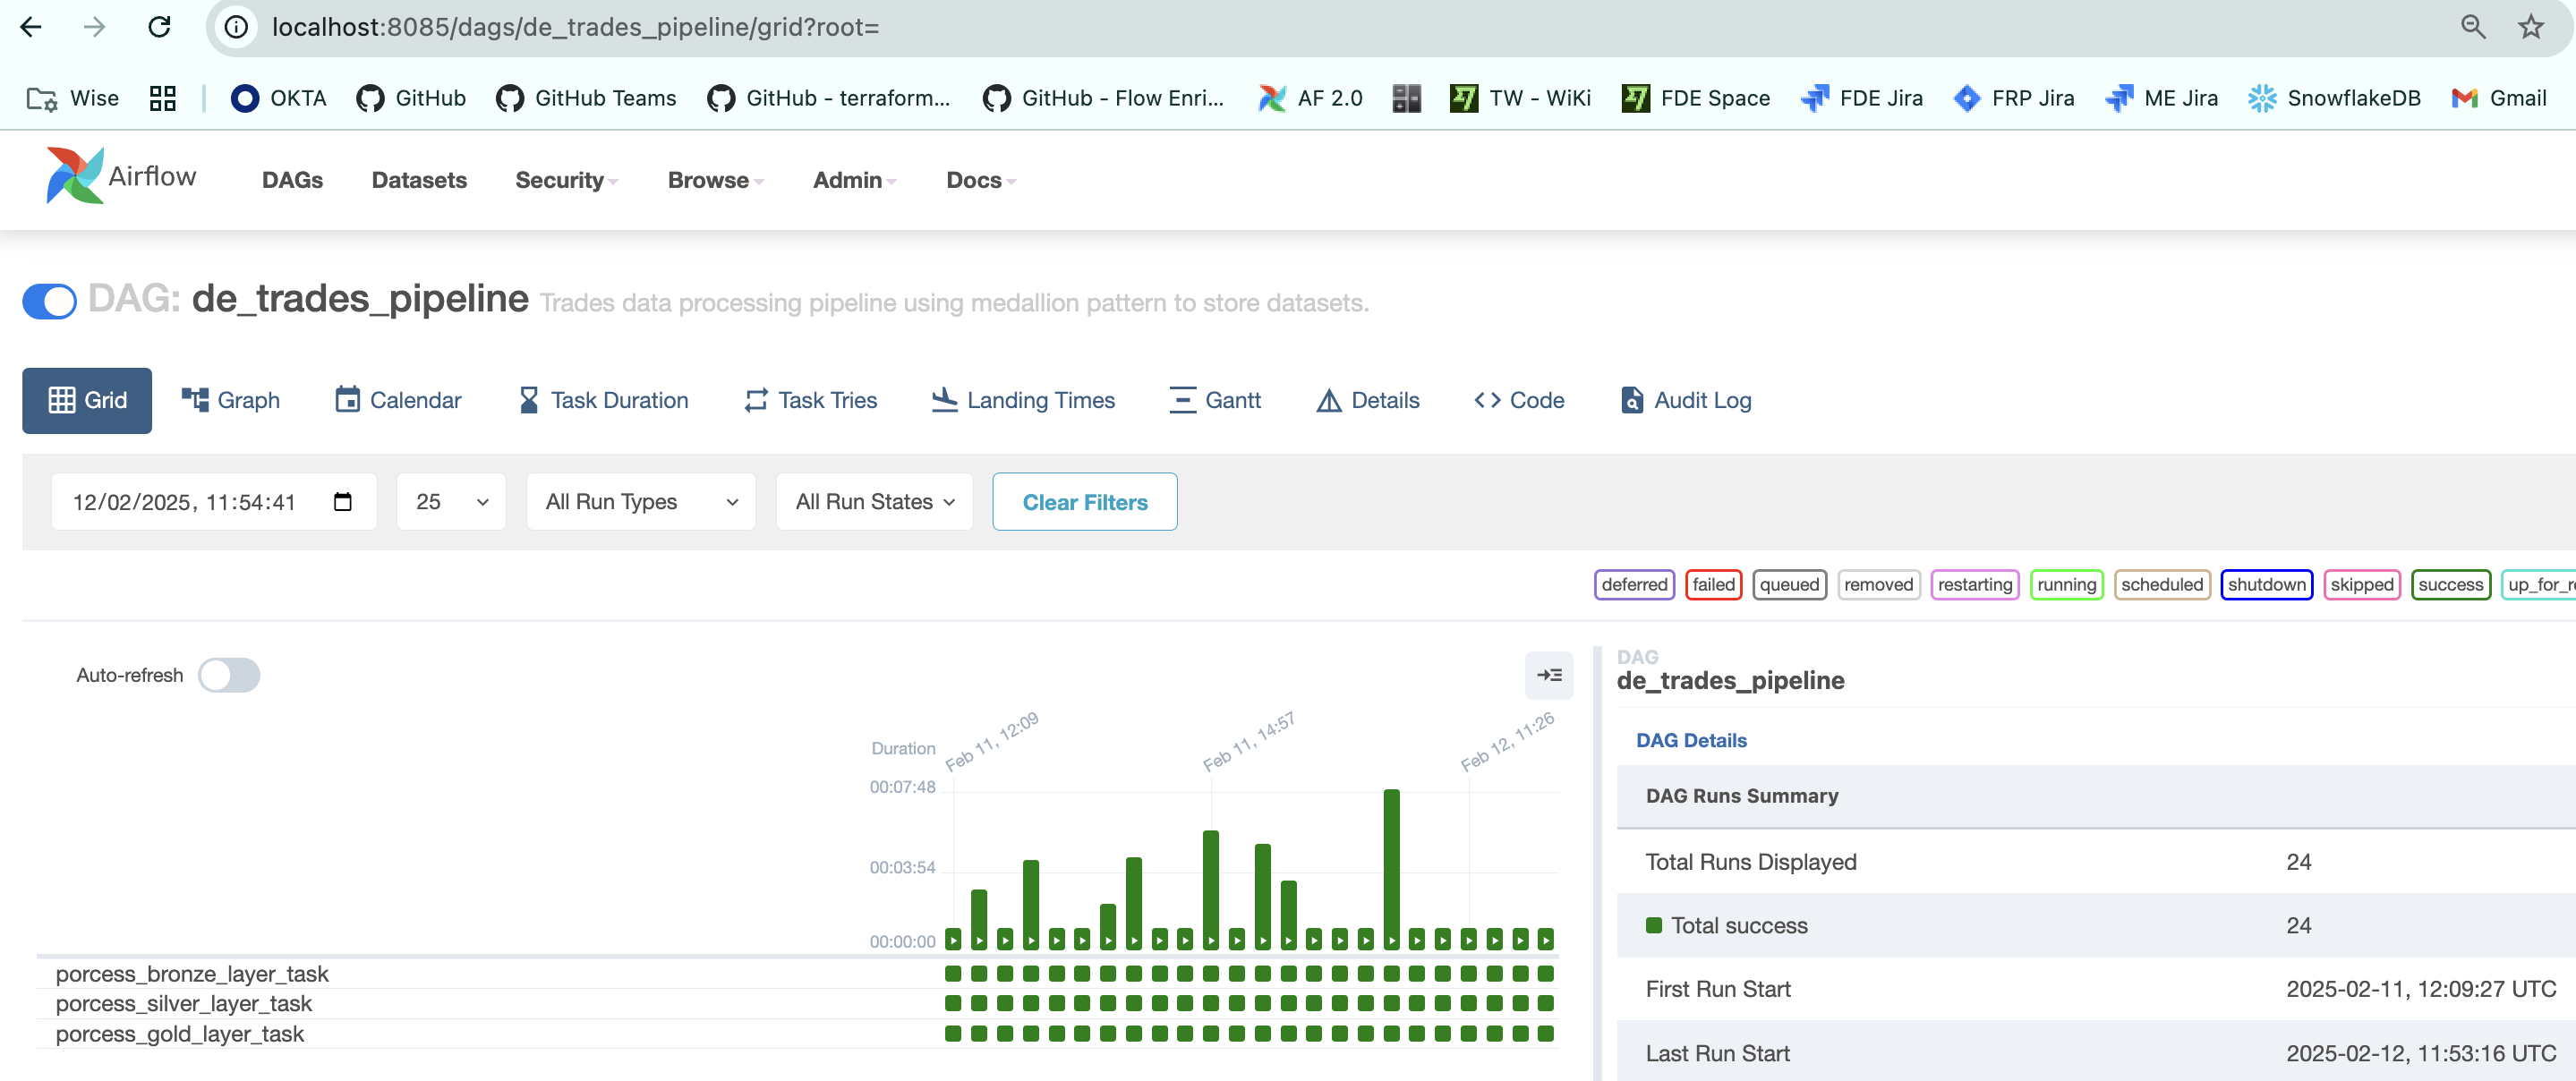 localhost:8085/dags/de_trades_pipeline/grid?root=
Wise OKTA GitHub GitHub Teams GitHub - terraform... GitHub - Flow Enri... AF 2.0 TW - WiKi FDE Space FDE Jira FRP Jira ME Jira SnowflakeDB Gmail
Airflow DAGs Datasets Security Browse Admin Docs
DAG: de_trades_pipeline Trades data processing pipeline using medallion pattern to store datasets.
Grid Graph Calendar Task Duration Task Tries Landing Times Gantt Details Code Audit Log
12/02/2025, 11:54:41 25 All Run Types All Run States Clear Filters
deferred failed queued removed restarting running scheduled shutdown skipped success up_for_r
Auto-refresh
Duration
Feb 11, 12:09 Feb 11, 14:57 Feb 12, 11:26
00:07:48
00:03:54
00:00:00
porcess_bronze_layer_task
porcess_silver_layer_task
porcess_gold_layer_task
DAG
de_trades_pipeline
DAG Details
DAG Runs Summary
Total Runs Displayed 24
Total success 24
First Run Start 2025-02-11, 12:09:27 UTC
Last Run Start 2025-02-12, 11:53:16 UTC